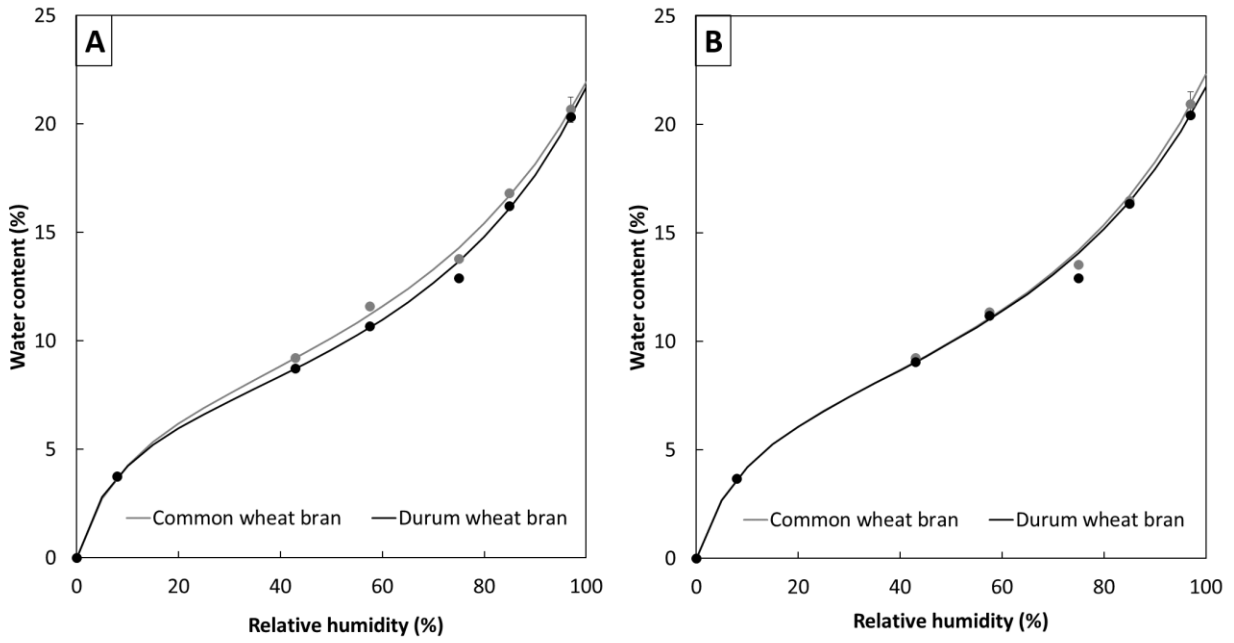 A
25
20
15
10
5
0
Water content (%)
Common wheat bran
Durum wheat bran
0 20 40 60 80 100
Relative humidity (%)
B
25
20
15
10
5
0
Water content (%)
Common wheat bran
Durum wheat bran
0 20 40 60 80 100
Relative humidity (%)